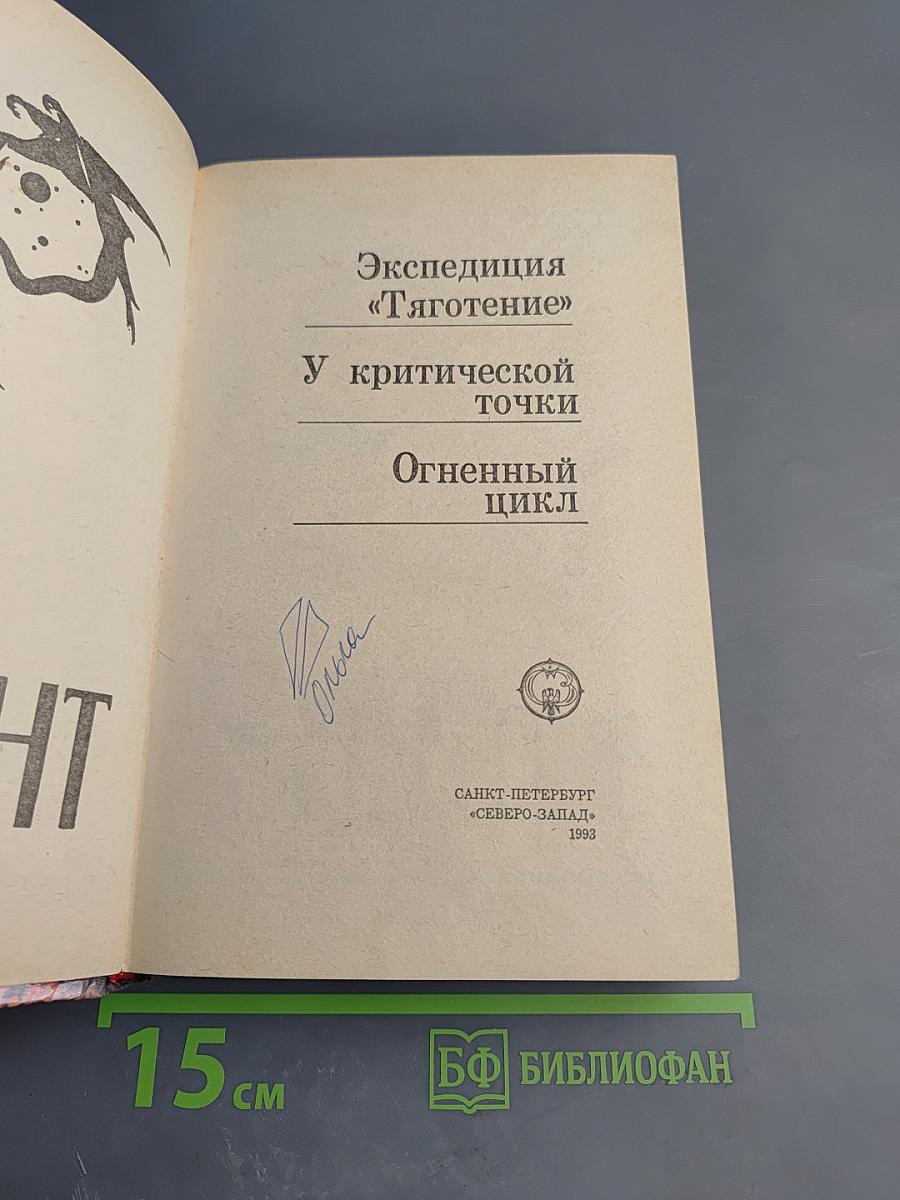 НТ
Экспедиция
«Тяготение»
У критической
точки
Огненный
цикл
САНКТ-ПЕТЕРБУРГ
«СЕВЕРО-ЗАПАД»
1993
15 см
БФ БИБЛИОФАН